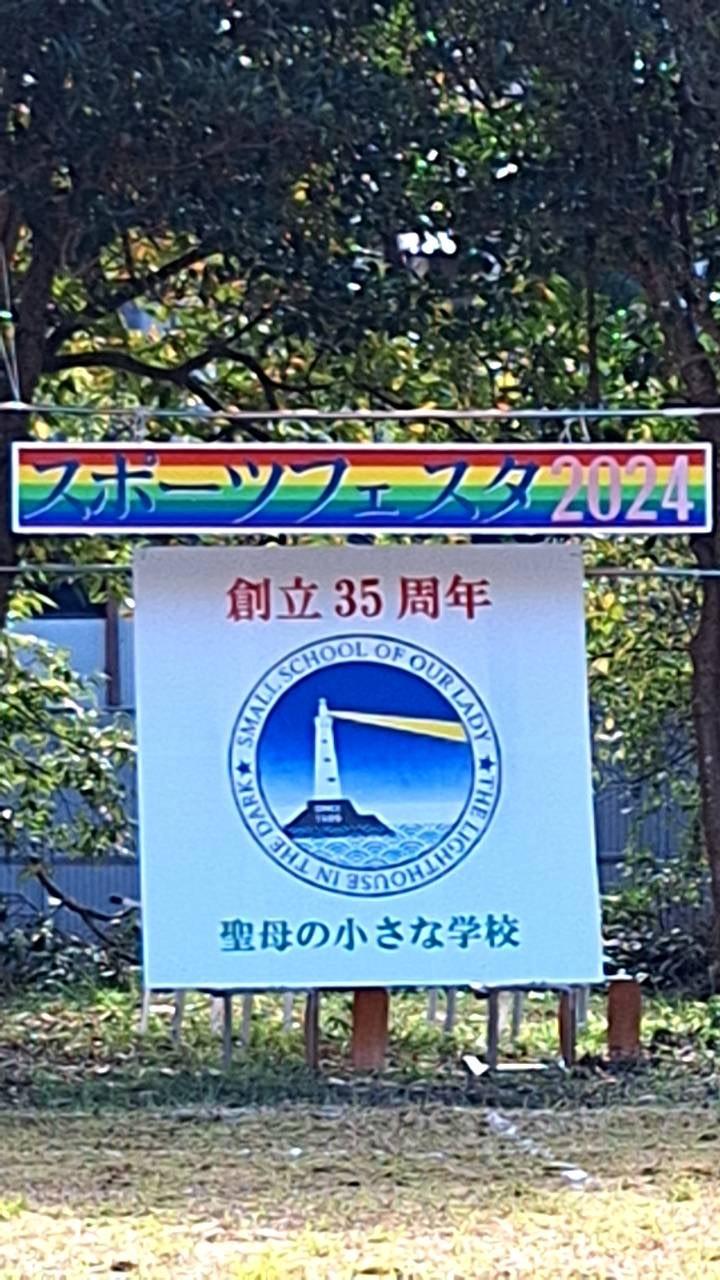 スポーツフェスタ2024
創立35周年
SMALL SCHOOL OF OUR LADY
★ THE LIGHTHOUSE IN THE DARK ★
SINCE
聖母の小さな学校